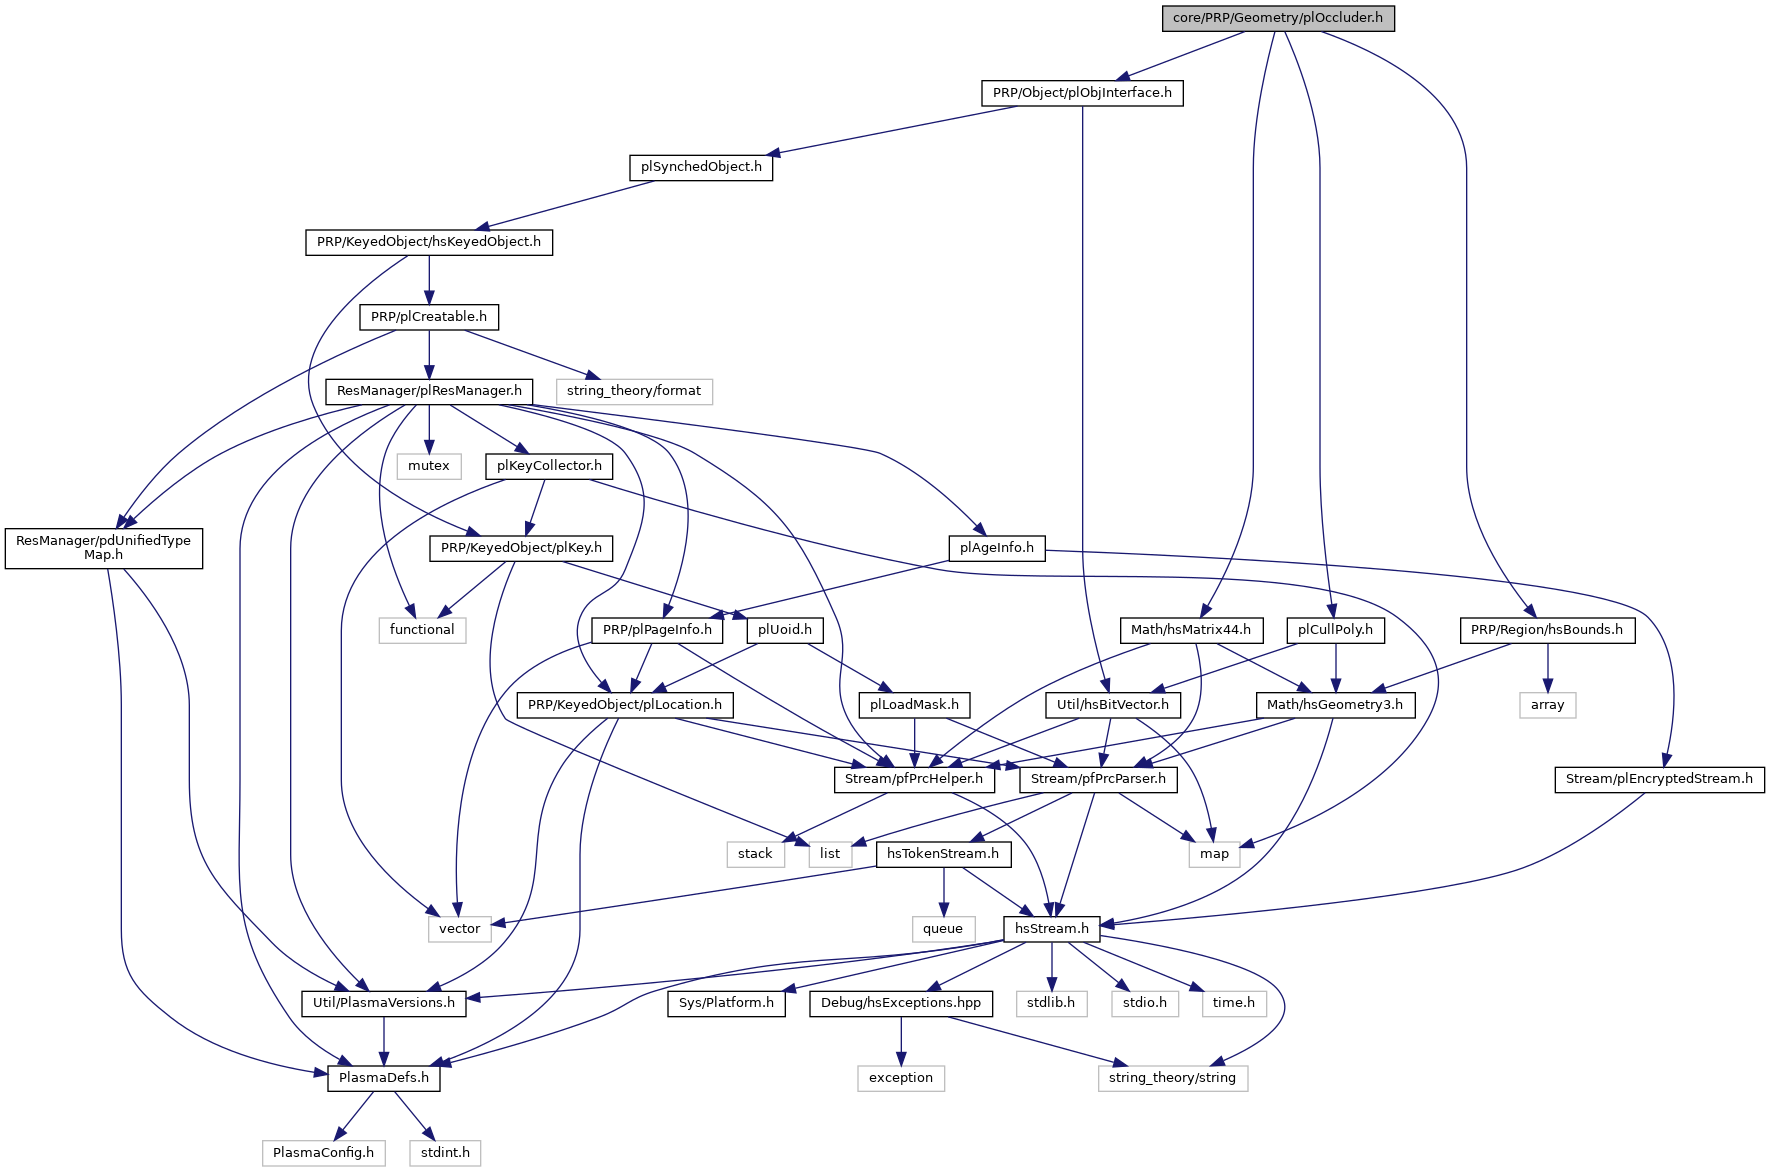 core/PRP/Geometry/plOccluder.h
PRP/Object/plObjInterface.h
plSynchedObject.h
PRP/KeyedObject/hsKeyedObject.h
PRP/plCreatable.h
ResManager/plResManager.h
string_theory/format
mutex
plKeyCollector.h
ResManager/pdUnifiedType
Map.h
PRP/KeyedObject/plKey.h
plAgeInfo.h
functional
PRP/plPageInfo.h
plUoid.h
Math/hsMatrix44.h
plCullPoly.h
PRP/Region/hsBounds.h
PRP/KeyedObject/plLocation.h
plLoadMask.h
Util/hsBitVector.h
Math/hsGeometry3.h
array
Stream/pfPrcHelper.h
Stream/pfPrcParser.h
Stream/plEncryptedStream.h
stack
list
hsTokenStream.h
map
vector
queue
hsStream.h
Util/PlasmaVersions.h
Sys/Platform.h
Debug/hsExceptions.hpp
stdlib.h
stdio.h
time.h
PlasmaDefs.h
exception
string_theory/string
PlasmaConfig.h
stdint.h